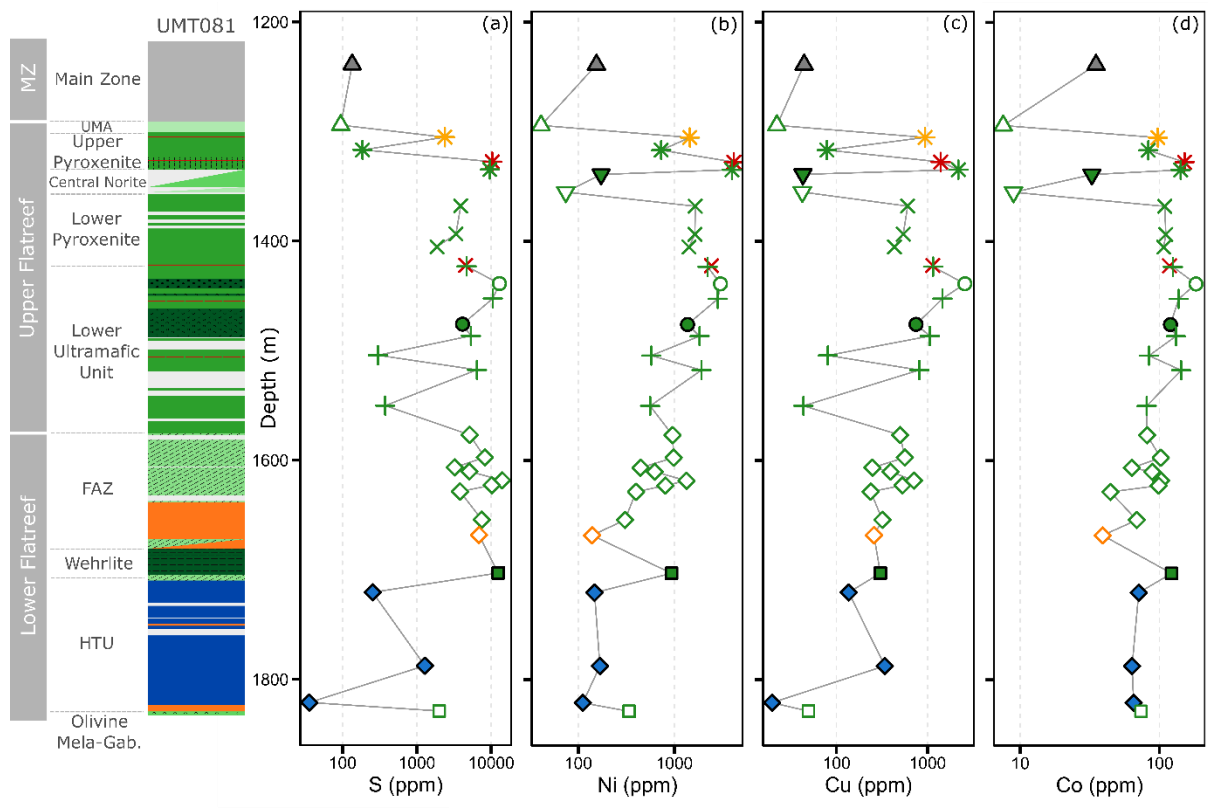 UMT081
MZ
Main Zone
UMA
Upper
Pyroxenite
Central Norite
Upper Flatreef
Lower
Pyroxenite
Lower
Ultramafic
Unit
Lower Flatreef
FAZ
Wehrlite
HTU
Olivine
Mela-Gab.
Depth (m)
1200
1400
1600
1800
(a)
100
10000
S (ppm)
(b)
100
1000
Ni (ppm)
(c)
100
1000
Cu (ppm)
(d)
10
100
Co (ppm)